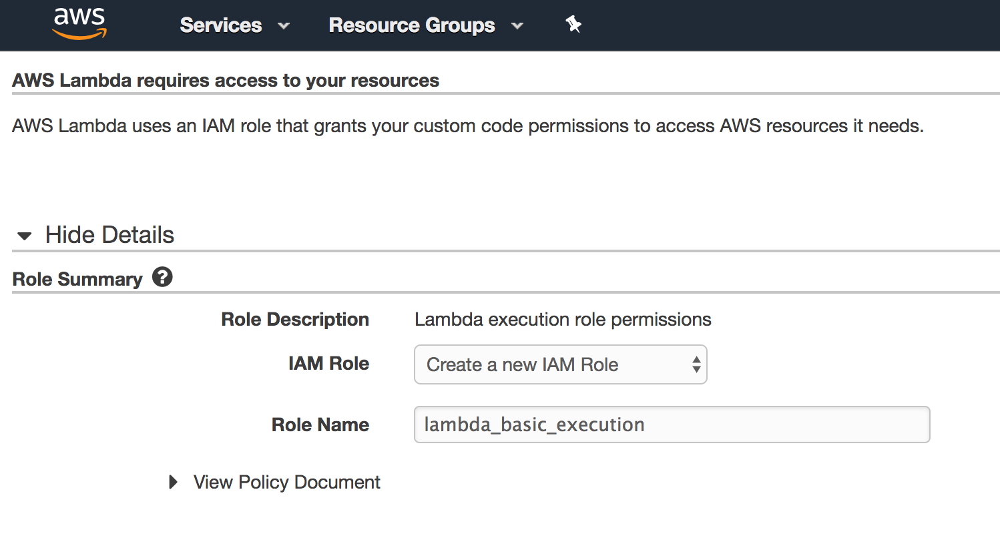 aws Services Resource Groups
AWS Lambda requires access to your resources
AWS Lambda uses an IAM role that grants your custom code permissions to access AWS resources it needs.
Hide Details
Role Summary ?
Role Description Lambda execution role permissions
IAM Role Create a new IAM Role
Role Name lambda_basic_execution
View Policy Document